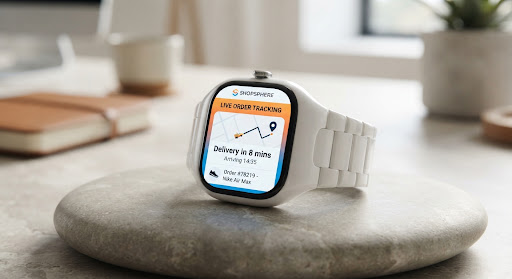 SHOPSPHERE
LIVE ORDER TRACKING
Delivery in 8 mins
Arriving 14:35
Order #78219 -
Nike Air Max